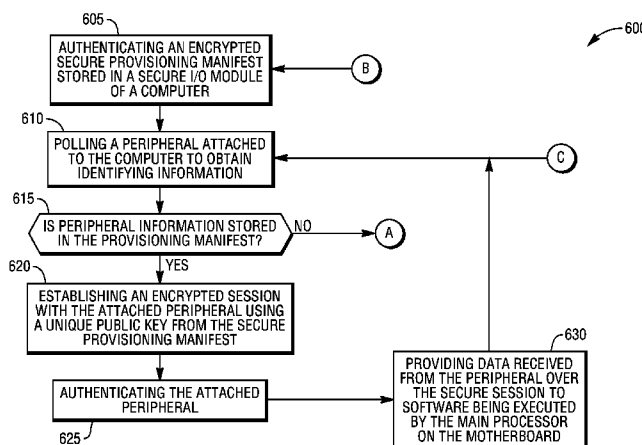 605
AUTHENTICATING AN ENCRYPTED
SECURE PROVISIONING MANIFEST
STORED IN A SECURE I/O MODULE
OF A COMPUTER
B
600
610
POLLING A PERIPHERAL ATTACHED
TO THE COMPUTER TO OBTAIN
IDENTIFYING INFORMATION
C
615
IS PERIPHERAL INFORMATION STORED
IN THE PROVISIONING MANIFEST?
NO
A
YES
620
ESTABLISHING AN ENCRYPTED SESSION
WITH THE ATTACHED PERIPHERAL USING
A UNIQUE PUBLIC KEY FROM THE SECURE
PROVISIONING MANIFEST
AUTHENTICATING THE ATTACHED
PERIPHERAL
625
630
PROVIDING DATA RECEIVED
FROM THE PERIPHERAL OVER
THE SECURE SESSION TO
SOFTWARE BEING EXECUTED
BY THE MAIN PROCESSOR
ON THE MOTHERBOARD